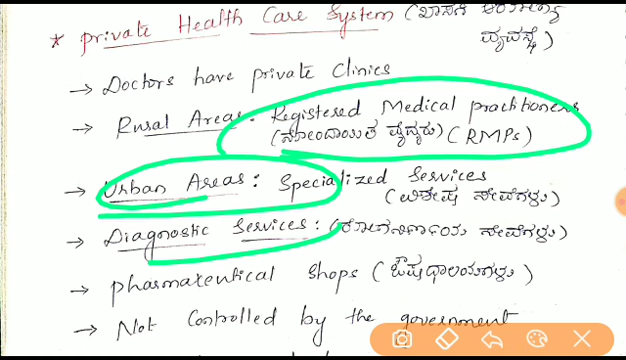 * private Health Care System (ಖಾಸಗಿ ಆರೋಗ್ಯ
ವ್ಯವಸ್ಥೆ)
→ Doctors have private Clinics
→ Rural Areas: Registered Medical practitioners
(ನೋಂದಾಯಿತ ವೈದ್ಯರು) (RMPs)
→ Urban Areas: Specialized Services
(ವಿಶೇಷ ಸೇವೆಗಳು)
→ Diagnostic Services: (ರೋಗನಿರ್ಣಯ ಸೇವೆಗಳು)
→ pharmaceutical Shops (ಔಷಧಾಲಯಗಳು)
→ Not Controlled by the government